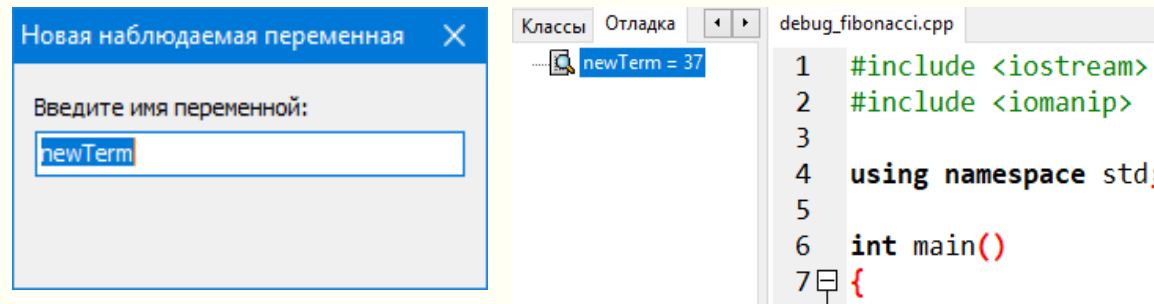 Новая наблюдаемая переменная
Введите имя переменной:
newTerm
Классы Отладка
newTerm = 37
debug_fibonacci.cpp
1 #include <iostream>
2 #include <iomanip>
3
4 using namespace std;
5
6 int main()
7 {